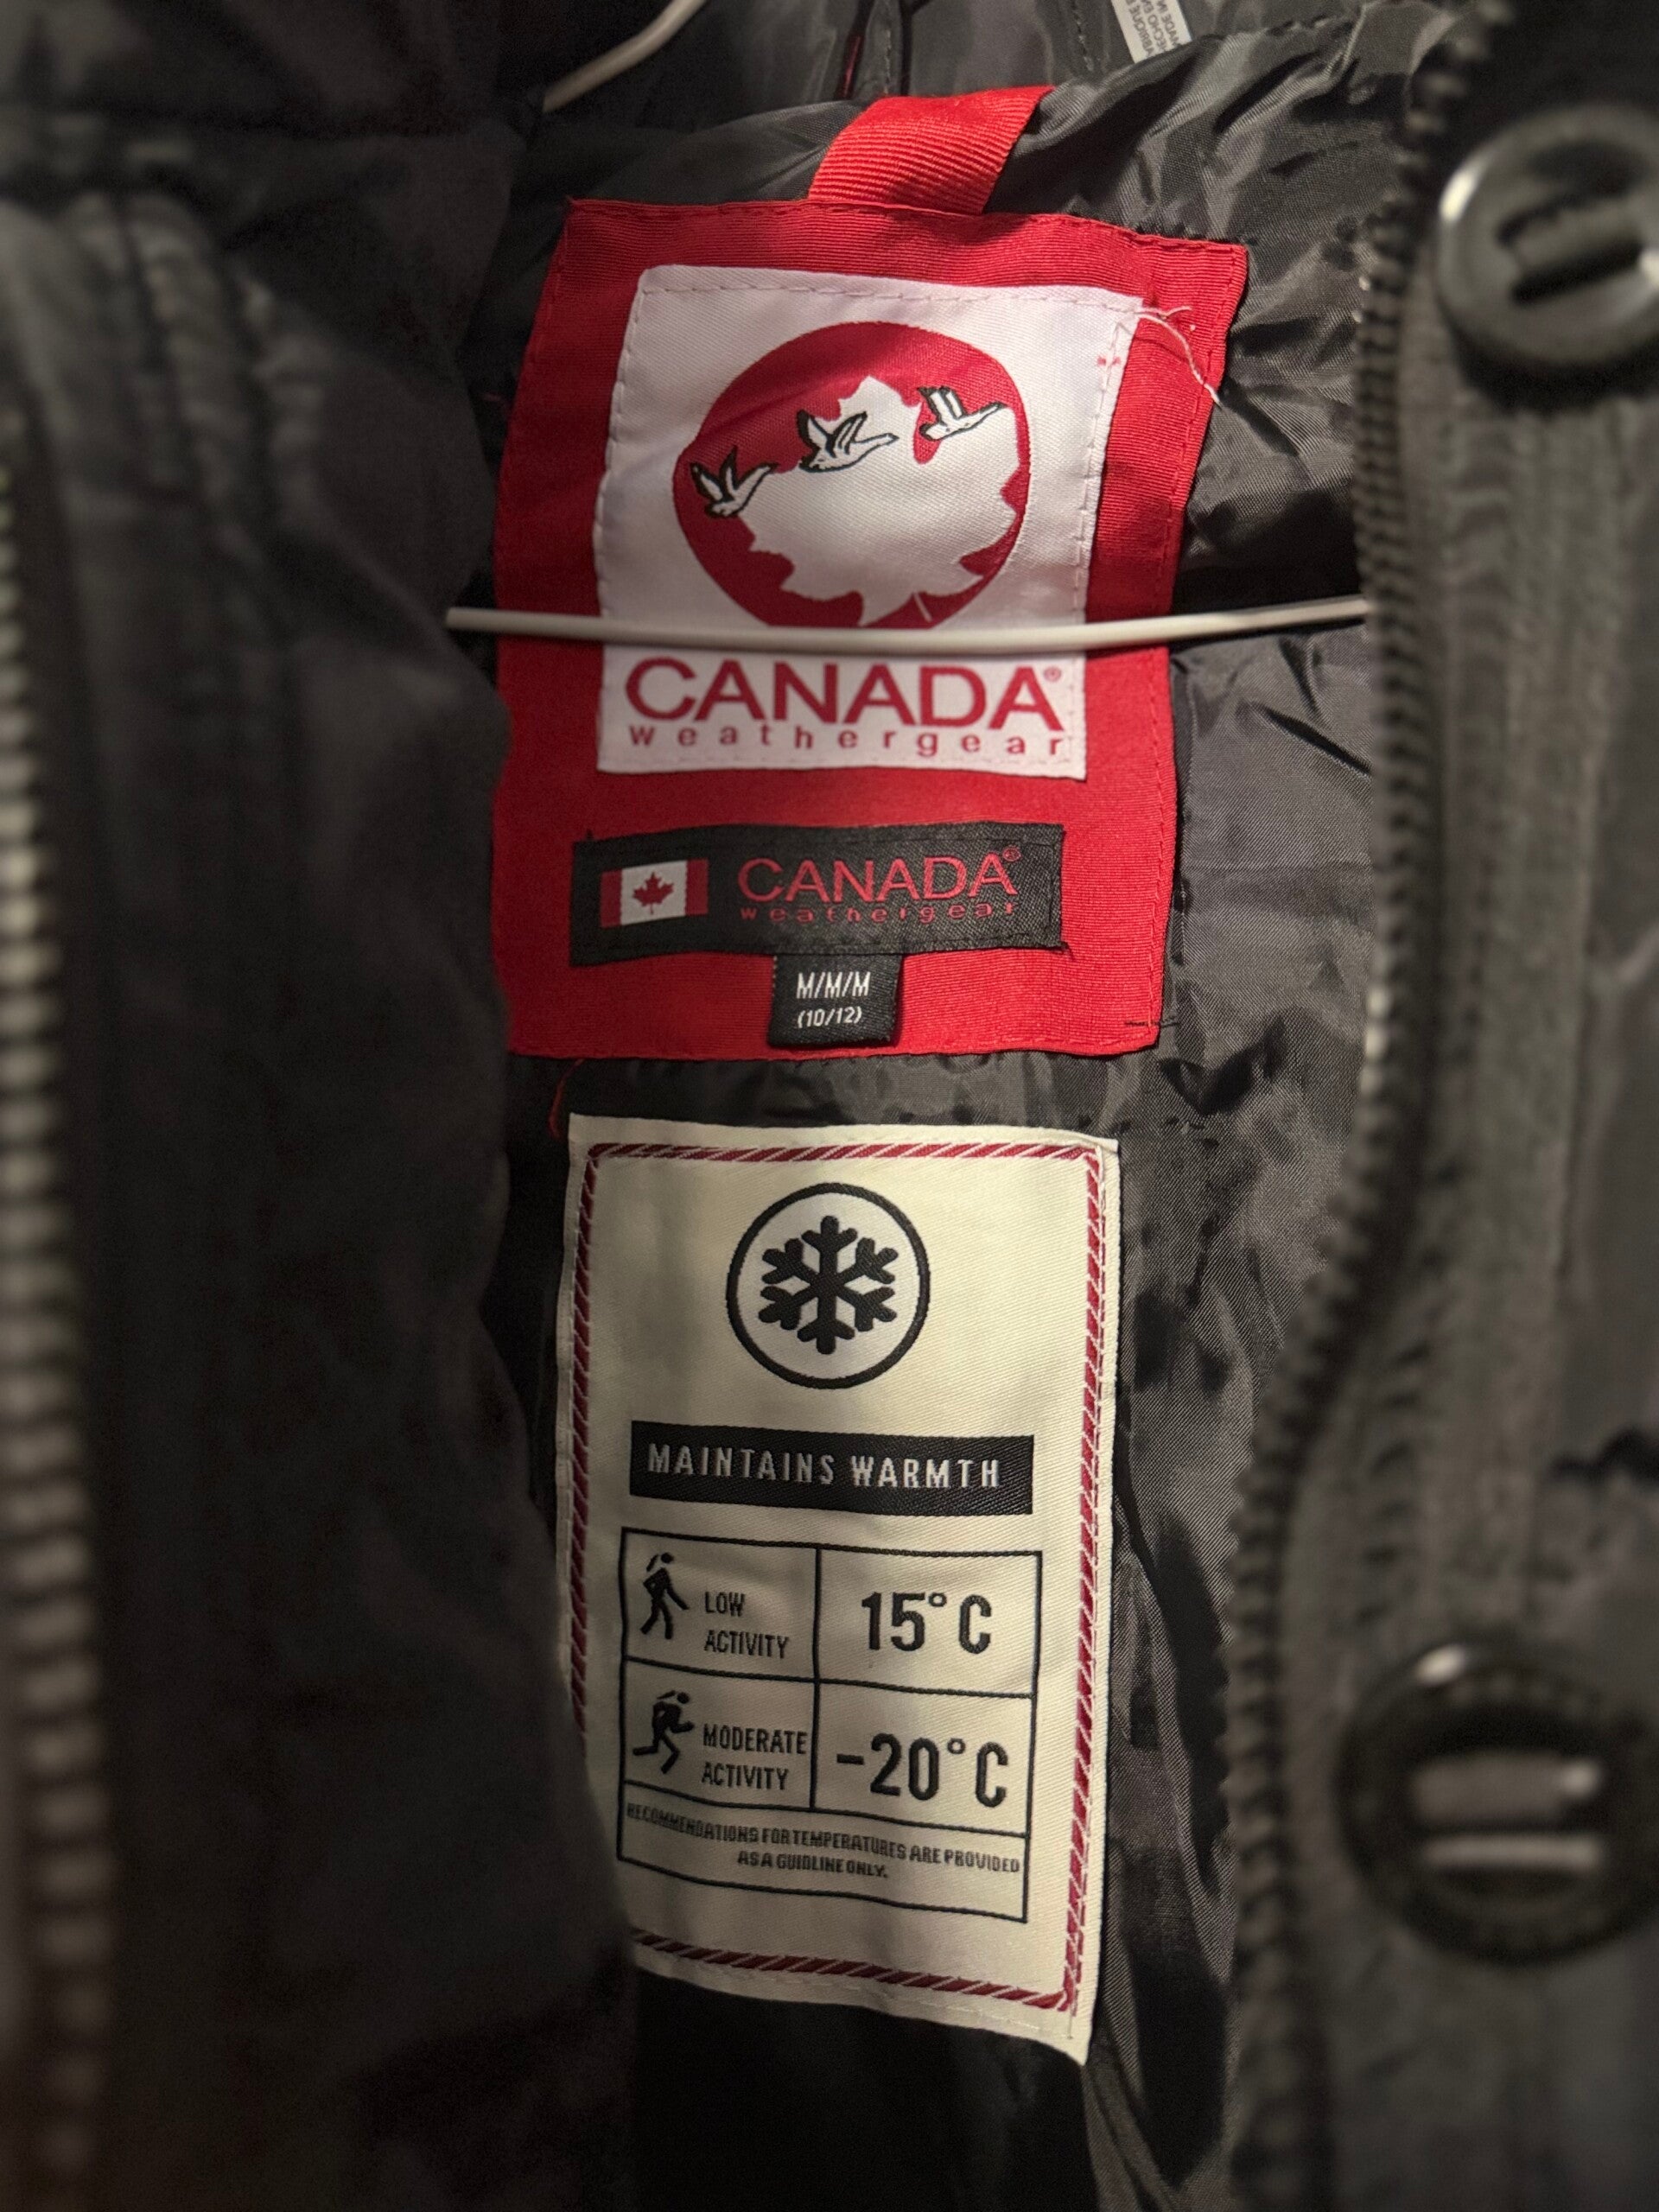 CANADA®
weathergear
CANADA®
weathergear
M/M/M
(10/12)
MAINTAINS WARMTH
LOW
ACTIVITY
15°C
MODERATE
ACTIVITY
-20°C
RECOMMENDATIONS FOR TEMPERATURES ARE PROVIDED
AS A GUIDLINE ONLY.